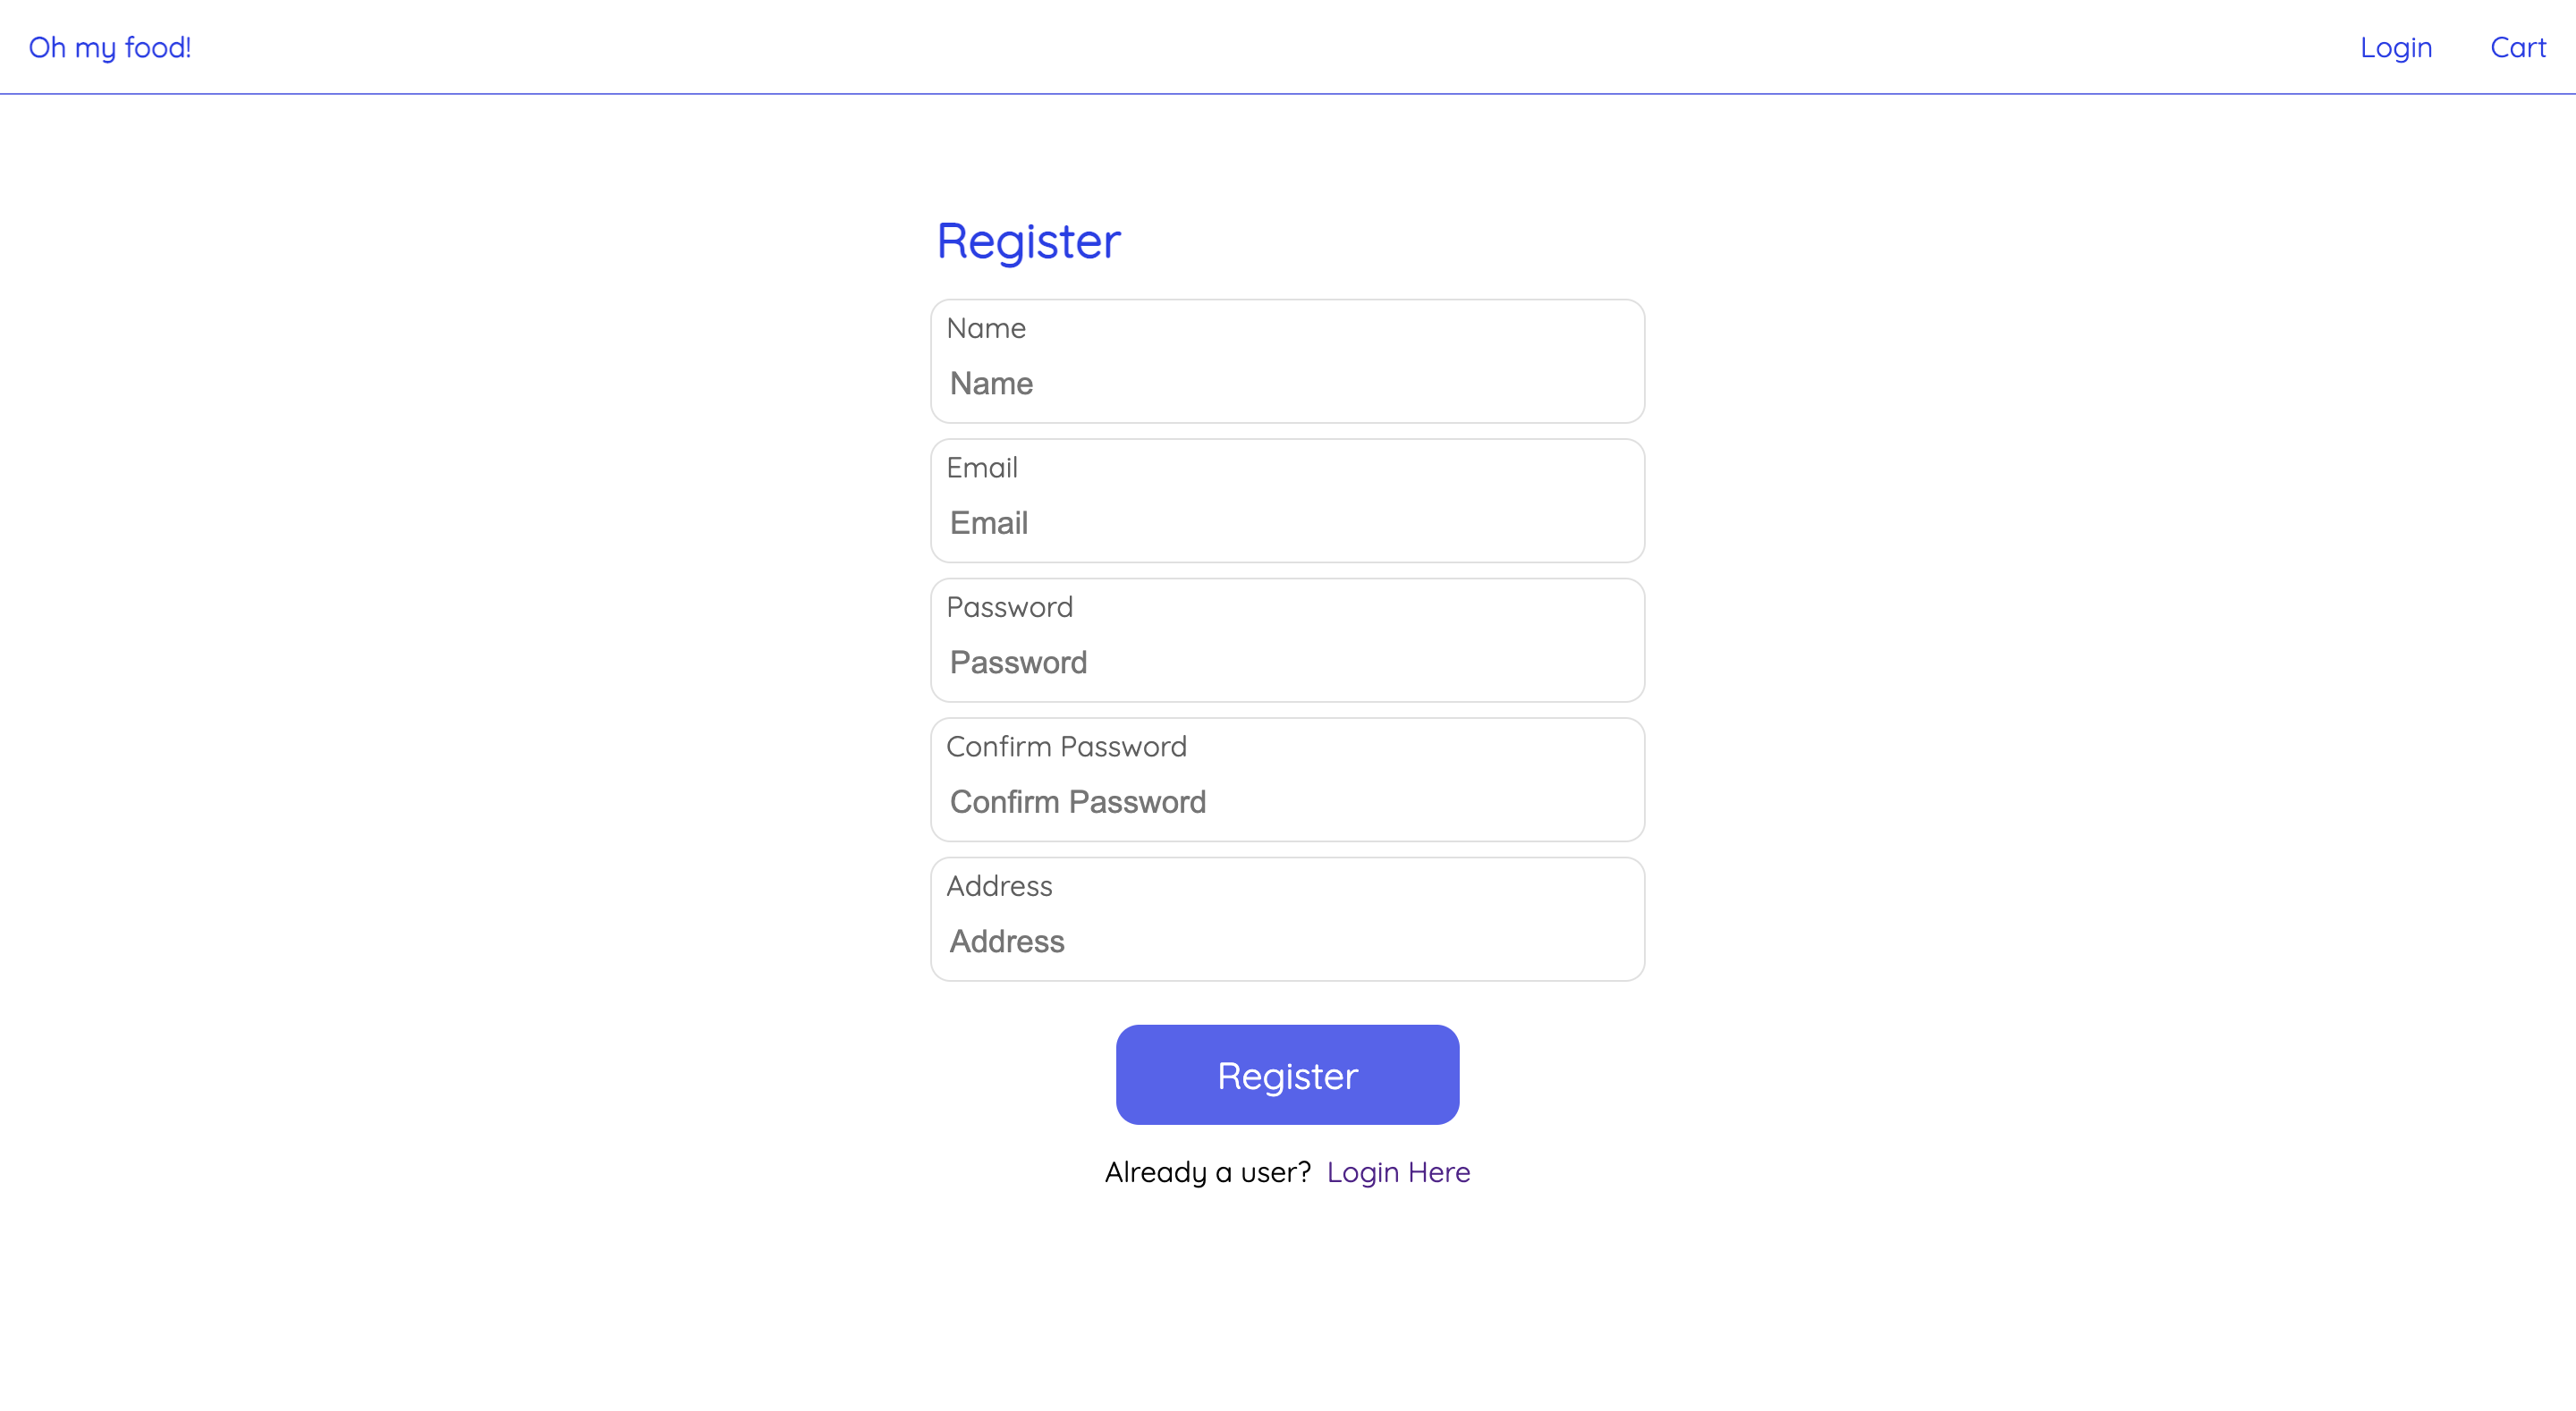 Oh my food! Login Cart
Register
Name
Name
Email
Email
Password
Password
Confirm Password
Confirm Password
Address
Address
Register
Already a user? Login Here